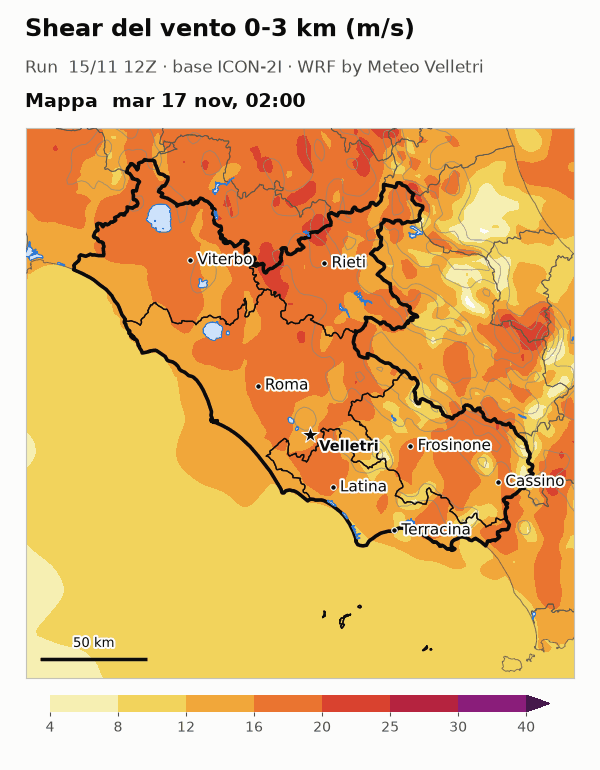 Shear del vento 0-3 km (m/s)
Run 15/11 12Z · base ICON-2I · WRF by Meteo Velletri
Mappa mar 17 nov, 02:00
Viterbo
Rieti
Roma
Velletri
Frosinone
Latina
Cassino
Terracina
50 km
4 8 12 16 20 25 30 40